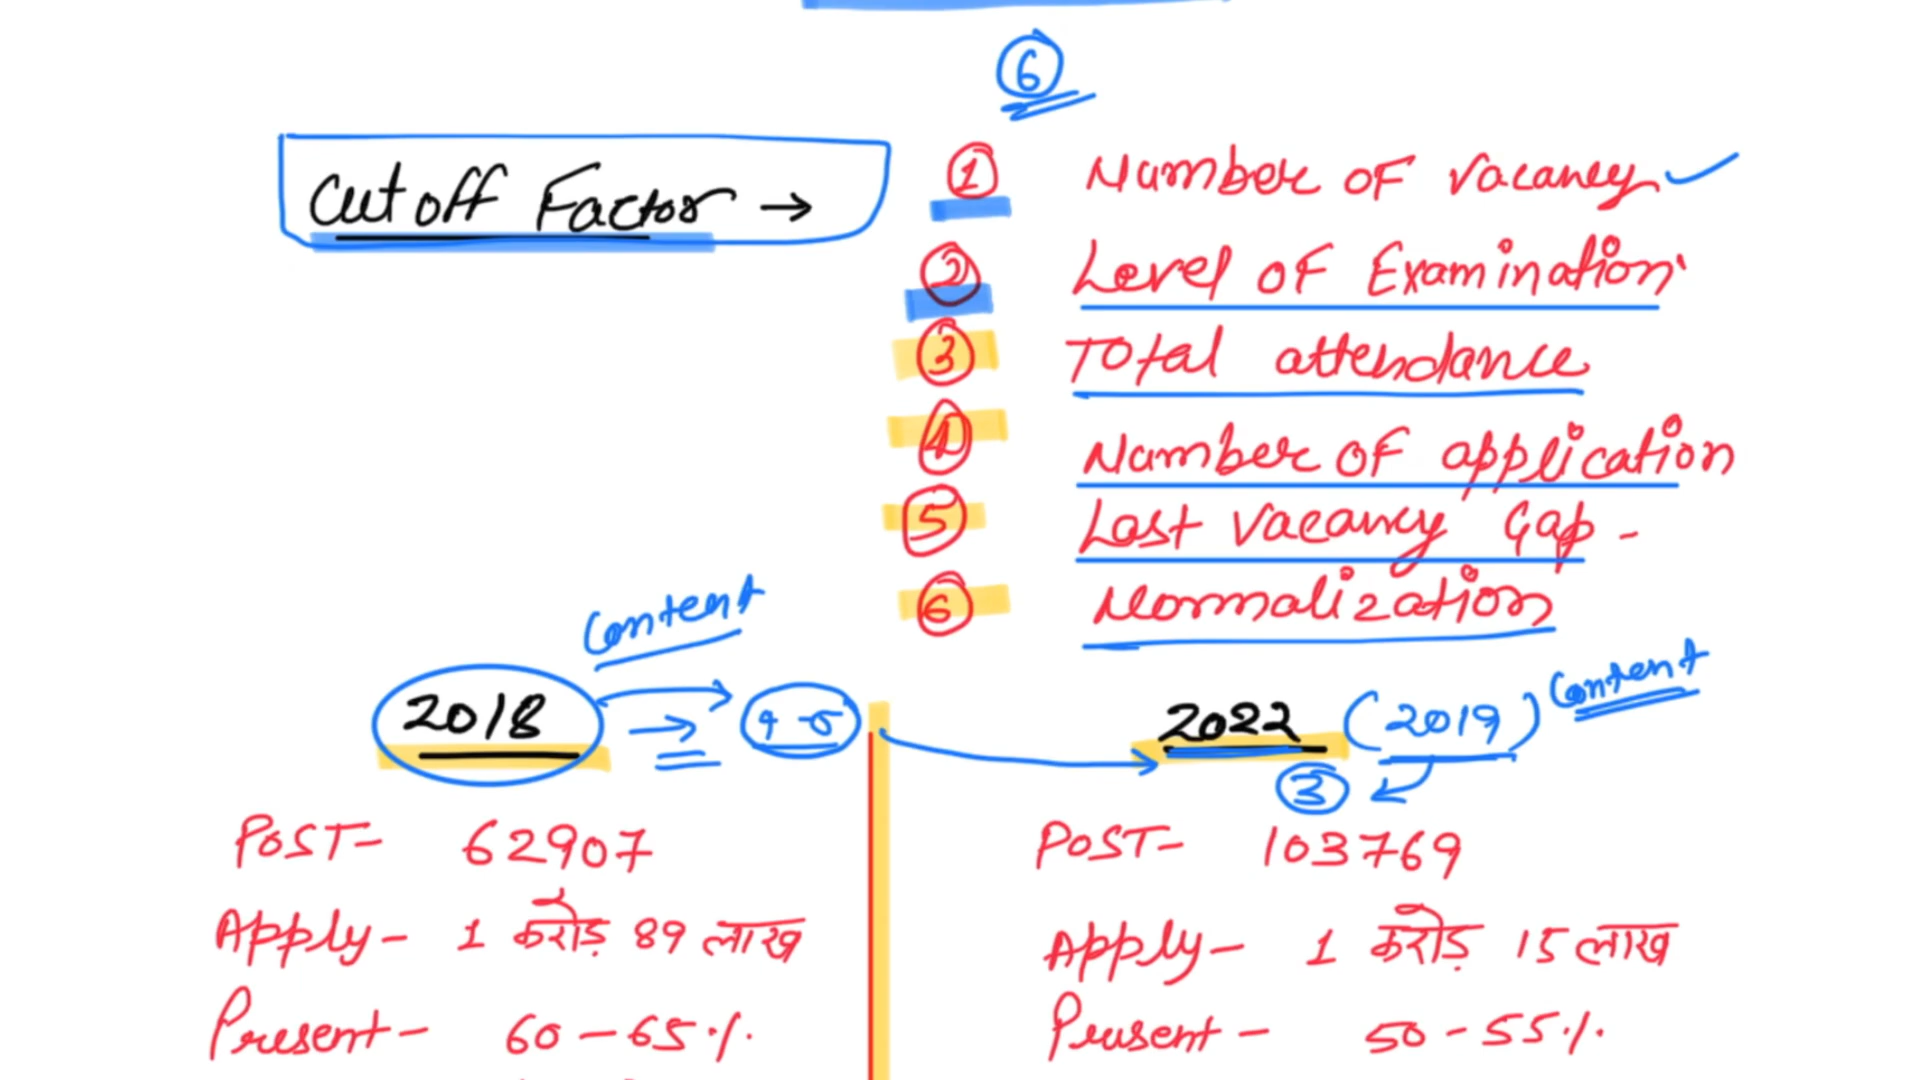 6
Cutoff Factor →
1 Number of vacancy ✓
2 Level of Examination
3 Total attendance
4 Number of application
5 Last vacancy Gap -
6 Normalization
content
2018 → 4-5
2022 (2019) content
3
Post- 62907
Apply- 1 करोड़ 89 लाख
Present- 60-65%.
Post- 103769
Apply- 1 करोड़ 15 लाख
Present- 50-55%.